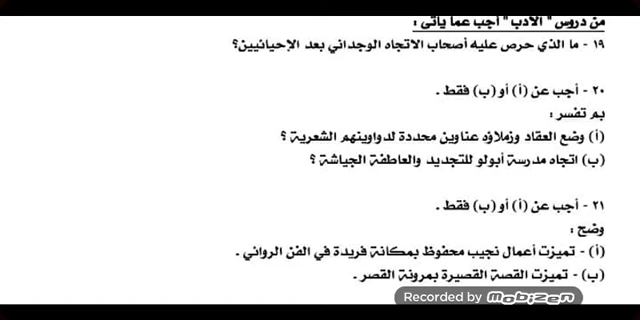 من دروس " الأدب " أجب عما يأتى :
١٩ - ما الذي حرص عليه أصحاب الاتجاه الوجداني بعد الإحيائيين؟
٢٠ - أجب عن (أ) أو (ب) فقط .
بم تفسر :
(أ) وضع العقاد وزملاؤه عناوين محددة لدواوينهم الشعرية ؟
(ب) اتجاه مدرسة أبولو للتجديد والعاطفة الجياشة ؟
٢١ - أجب عن (أ) أو (ب) فقط .
وضح :
(أ) - تميزت أعمال نجيب محفوظ بمكانة فريدة في الفن الروائي .
(ب) - تميزت القصة القصيرة بمرونة القصر .
Recorded by Mobizen